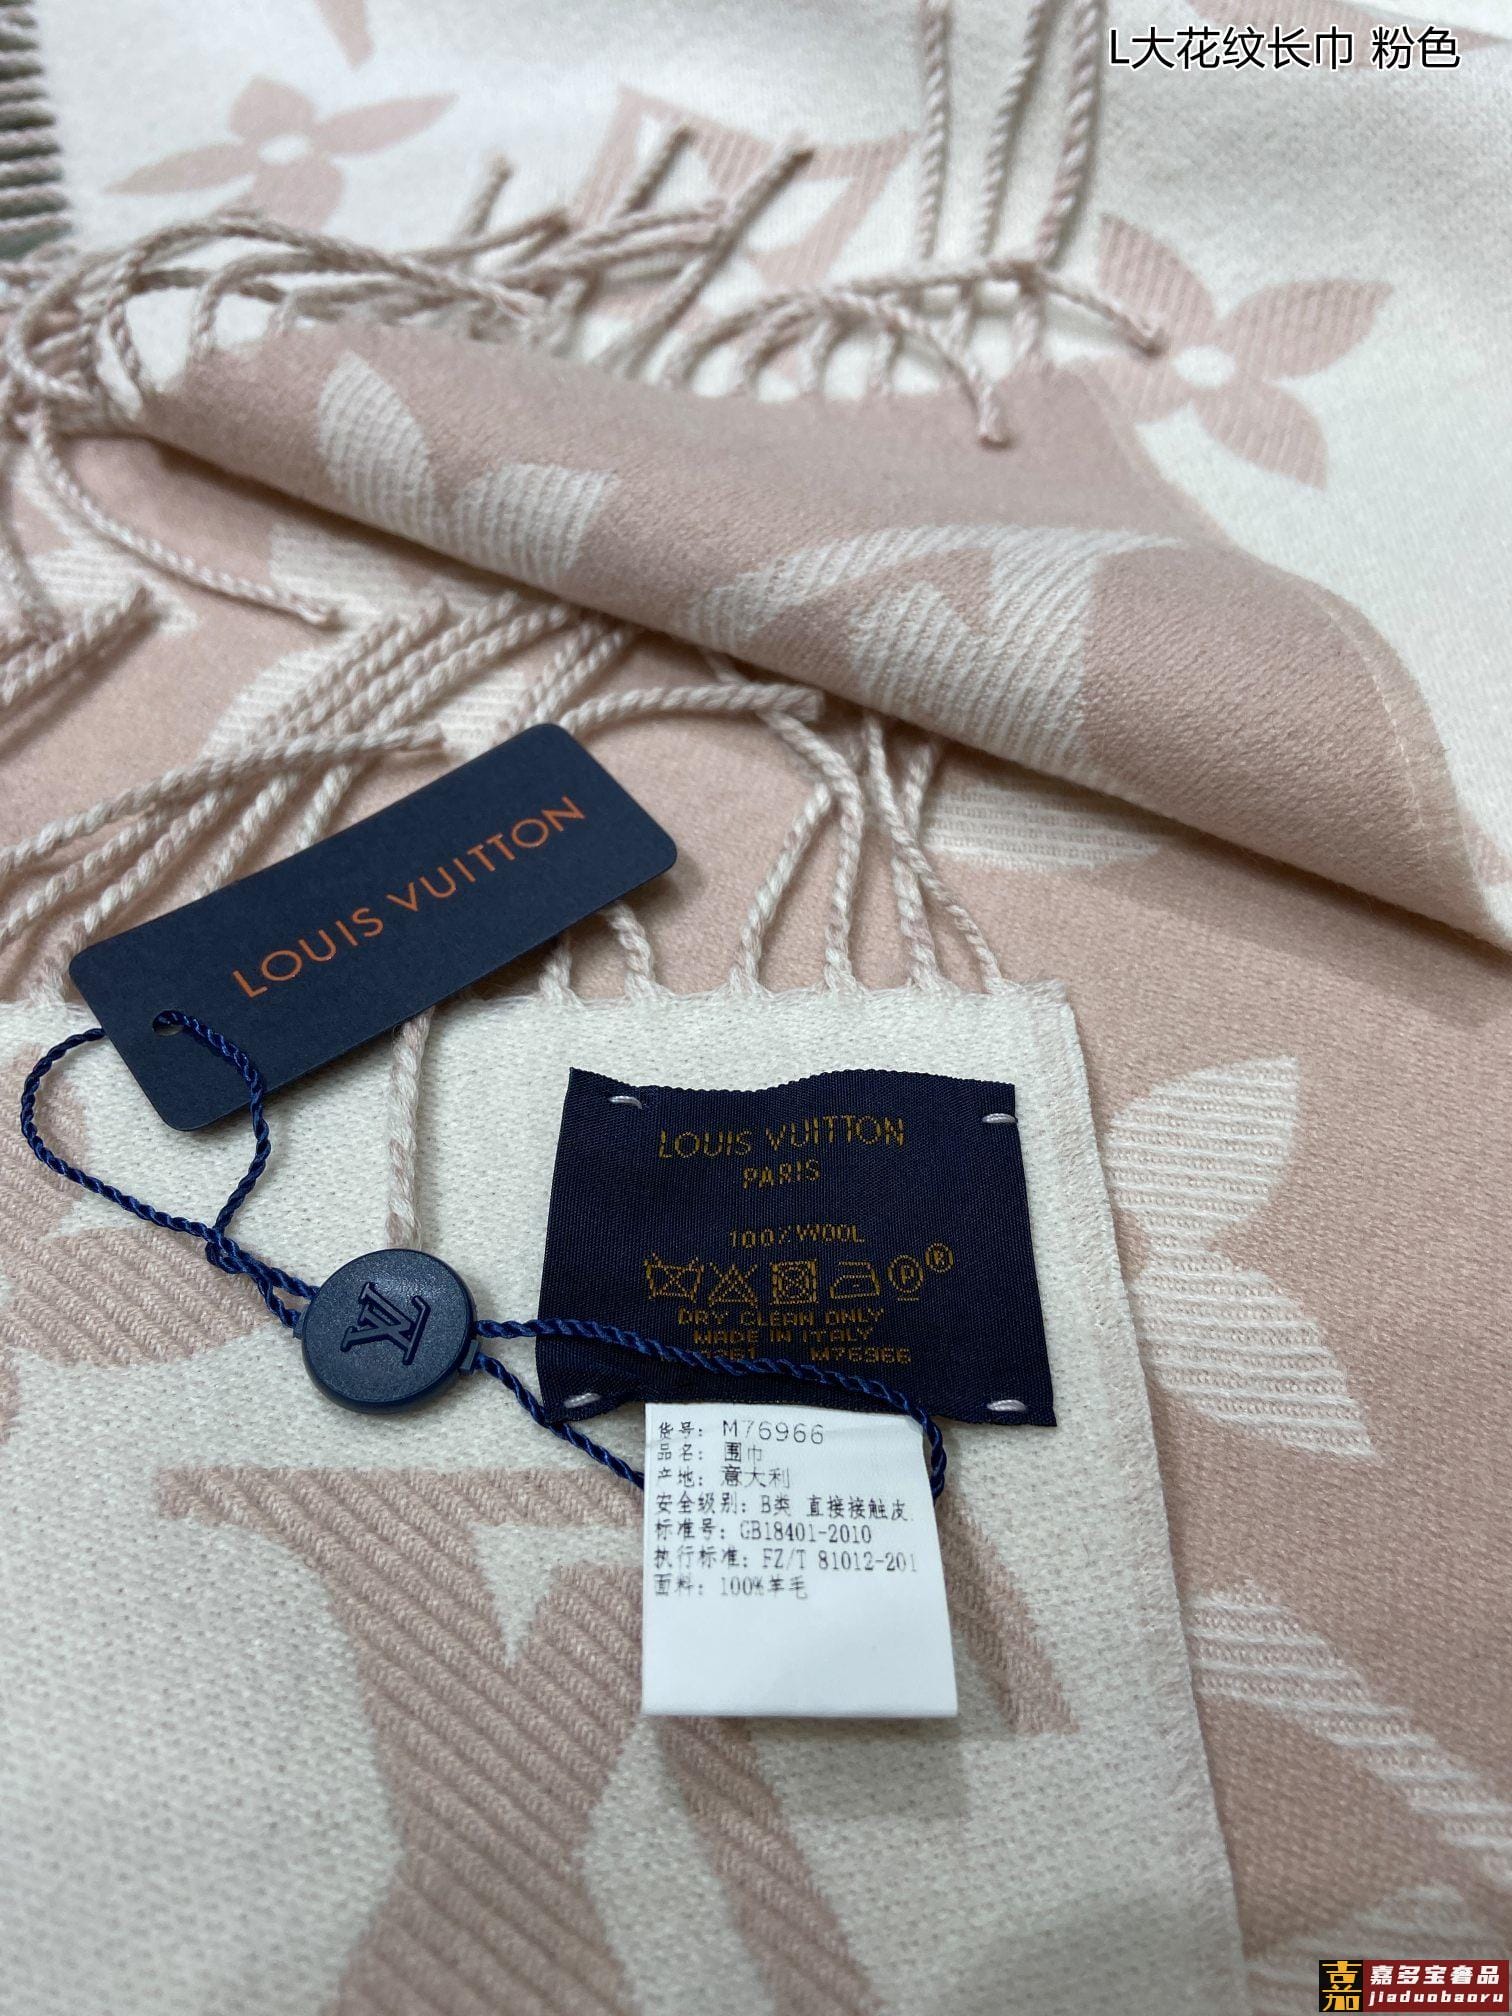 L大花纹长巾 粉色
LOUIS VUITTON
LOUIS VUITTON
PARIS
100%WOOL
DRY CLEAN ONLY
MADE IN ITALY
M76966
货号: M76966
品名: 围巾
产地: 意大利
安全级别: B类 直接接触皮
标准号: GB18401-2010
执行标准: FZ/T 81012-201
面料: 100%羊毛
嘉多宝奢品
jiaduobaoru